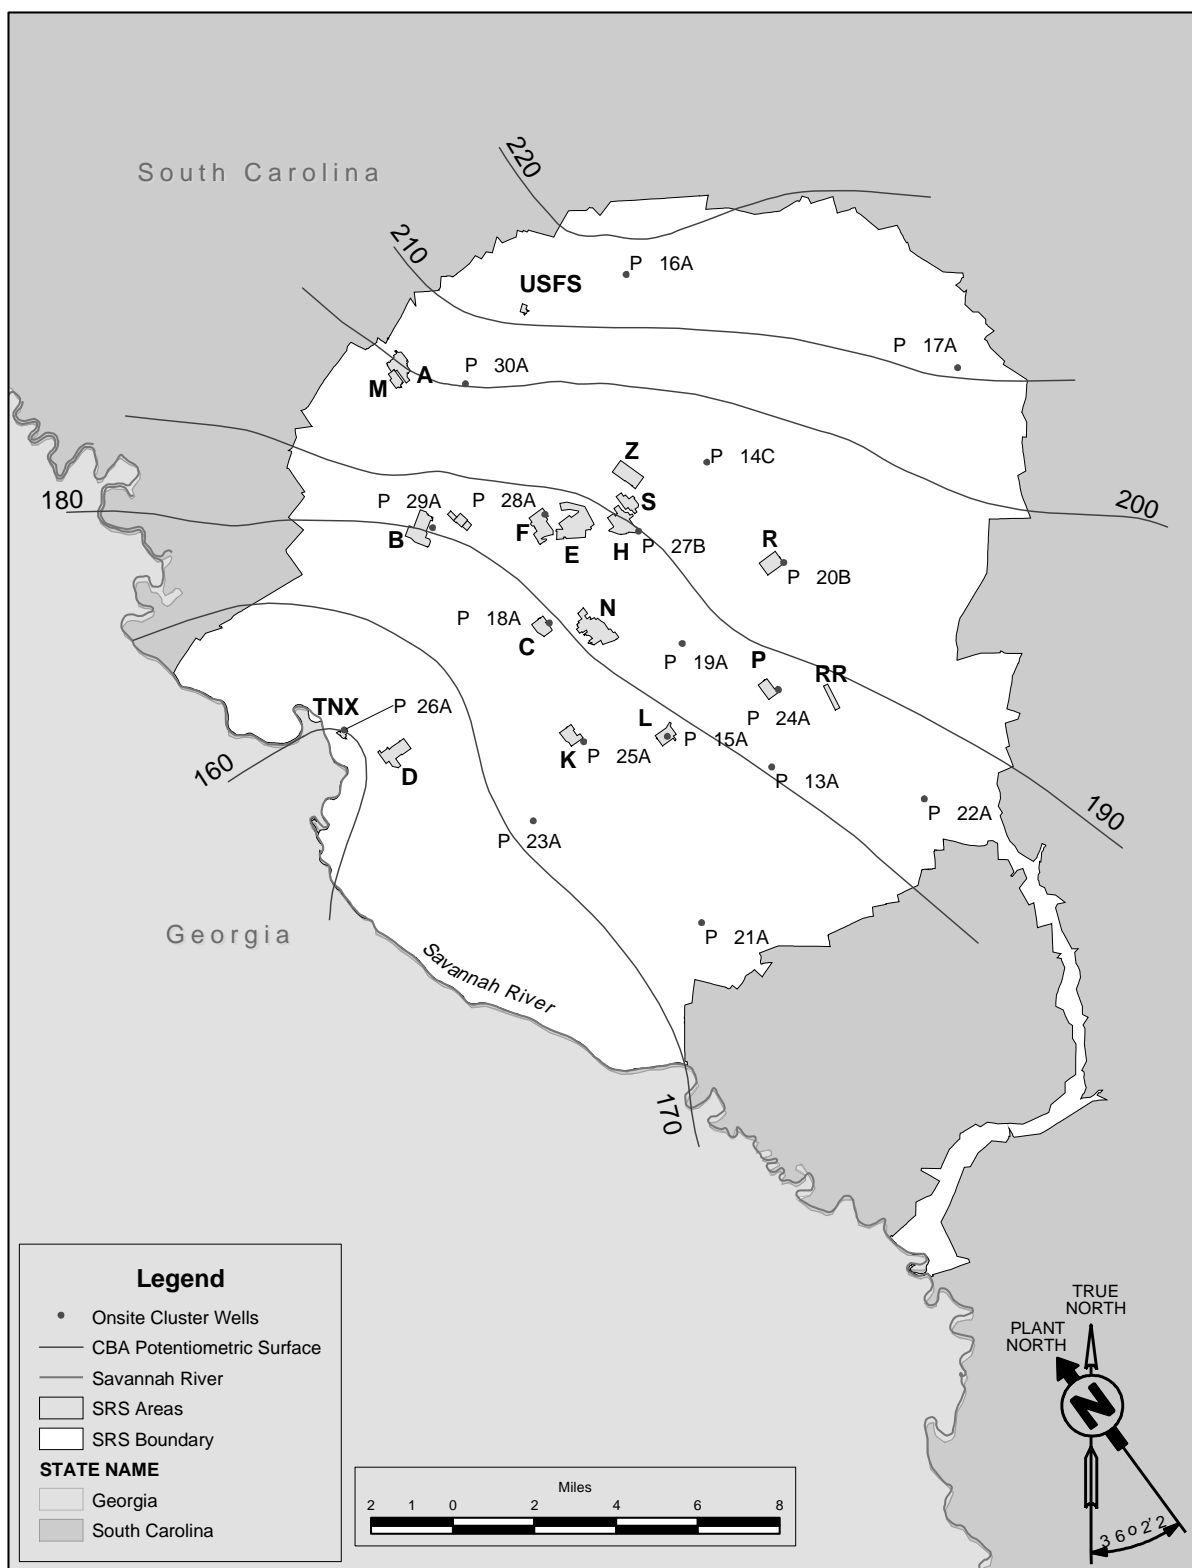 South Carolina
220
210
USFS
P 16A
P 17A
P 30A
A
M
Z
P 14C
180
P 29A
P 28A
S
200
B
F
E
H
P 27B
R
P 20B
P 18A
N
C
P 19A
P
RR
TNX
P 26A
P 24A
L
P 15A
K
P 25A
160
D
P 13A
P 22A
190
P 23A
Georgia
P 21A
Savannah River
170
Legend
Onsite Cluster Wells
CBA Potentiometric Surface
Savannah River
SRS Areas
SRS Boundary
STATE NAME
Georgia
South Carolina
Miles
2 1 0 2 4 6 8
TRUE
NORTH
PLANT
NORTH
N
36o2'2